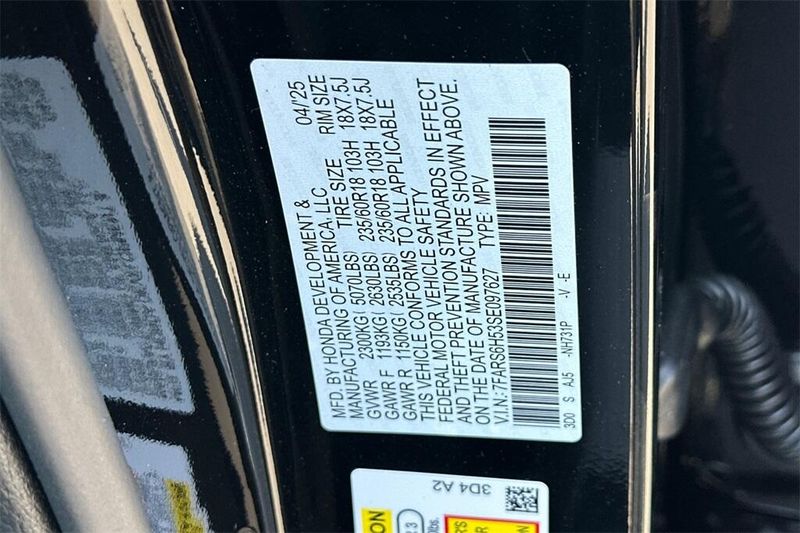 MFD. BY HONDA DEVELOPMENT & 04/'25
MANUFACTURING OF AMERICA, LLC TIRE SIZE RIM SIZE
GVWR 2300KG( 5070LBS) 235/60R18 103H 18X7.5J
GAWR F 1193KG( 2630LBS) 235/60R18 103H 18X7.5J
GAWR R 1150KG( 2535LBS)
THIS VEHICLE CONFORMS TO ALL APPLICABLE
FEDERAL MOTOR VEHICLE SAFETY
AND THEFT PREVENTION STANDARDS IN EFFECT
ON THE DATE OF MANUFACTURE SHOWN ABOVE.
V.I.N.: 7FARS6H53SE097627 TYPE: MPV
3D0 S AJ5 -NH731P -V -E
3D4 A2